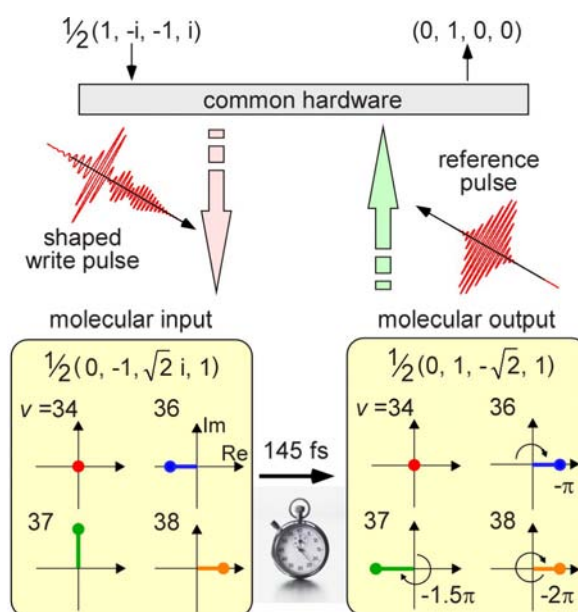 ½(1, -i, -1, i)
(0, 1, 0, 0)
common hardware
shaped
write pulse
reference
pulse
molecular input
½(0, -1, √2 i, 1)
v =34
36
Im
Re
37
38
145 fs
molecular output
½(0, 1, -√2, 1)
v =34
36
-π
37
-1.5π
38
-2π